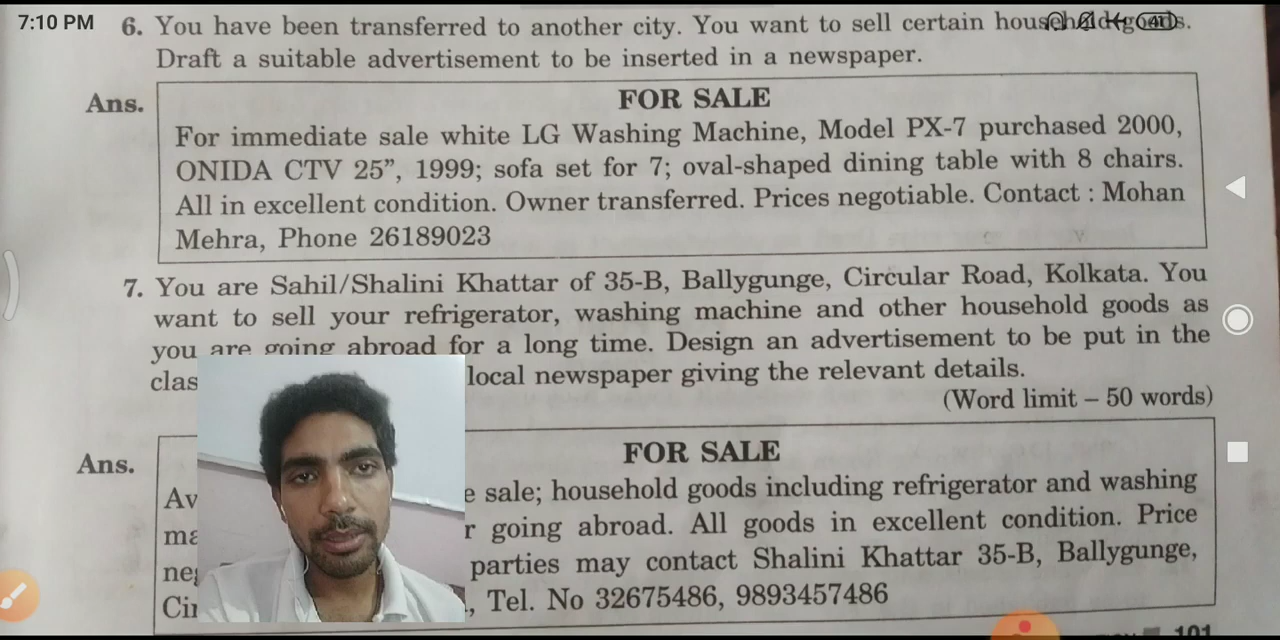 7:10 PM
6. You have been transferred to another city. You want to sell certain household goods.
Draft a suitable advertisement to be inserted in a newspaper.
Ans.
FOR SALE
For immediate sale white LG Washing Machine, Model PX-7 purchased 2000,
ONIDA CTV 25”, 1999; sofa set for 7; oval-shaped dining table with 8 chairs.
All in excellent condition. Owner transferred. Prices negotiable. Contact : Mohan
Mehra, Phone 26189023
7. You are Sahil/Shalini Khattar of 35-B, Ballygunge, Circular Road, Kolkata. You
want to sell your refrigerator, washing machine and other household goods as
you are going abroad for a long time. Design an advertisement to be put in the
clas local newspaper giving the relevant details.
(Word limit – 50 words)
Ans.
FOR SALE
Av e sale; household goods including refrigerator and washing
ma r going abroad. All goods in excellent condition. Price
neg parties may contact Shalini Khattar 35-B, Ballygunge,
Cir , Tel. No 32675486, 9893457486
101